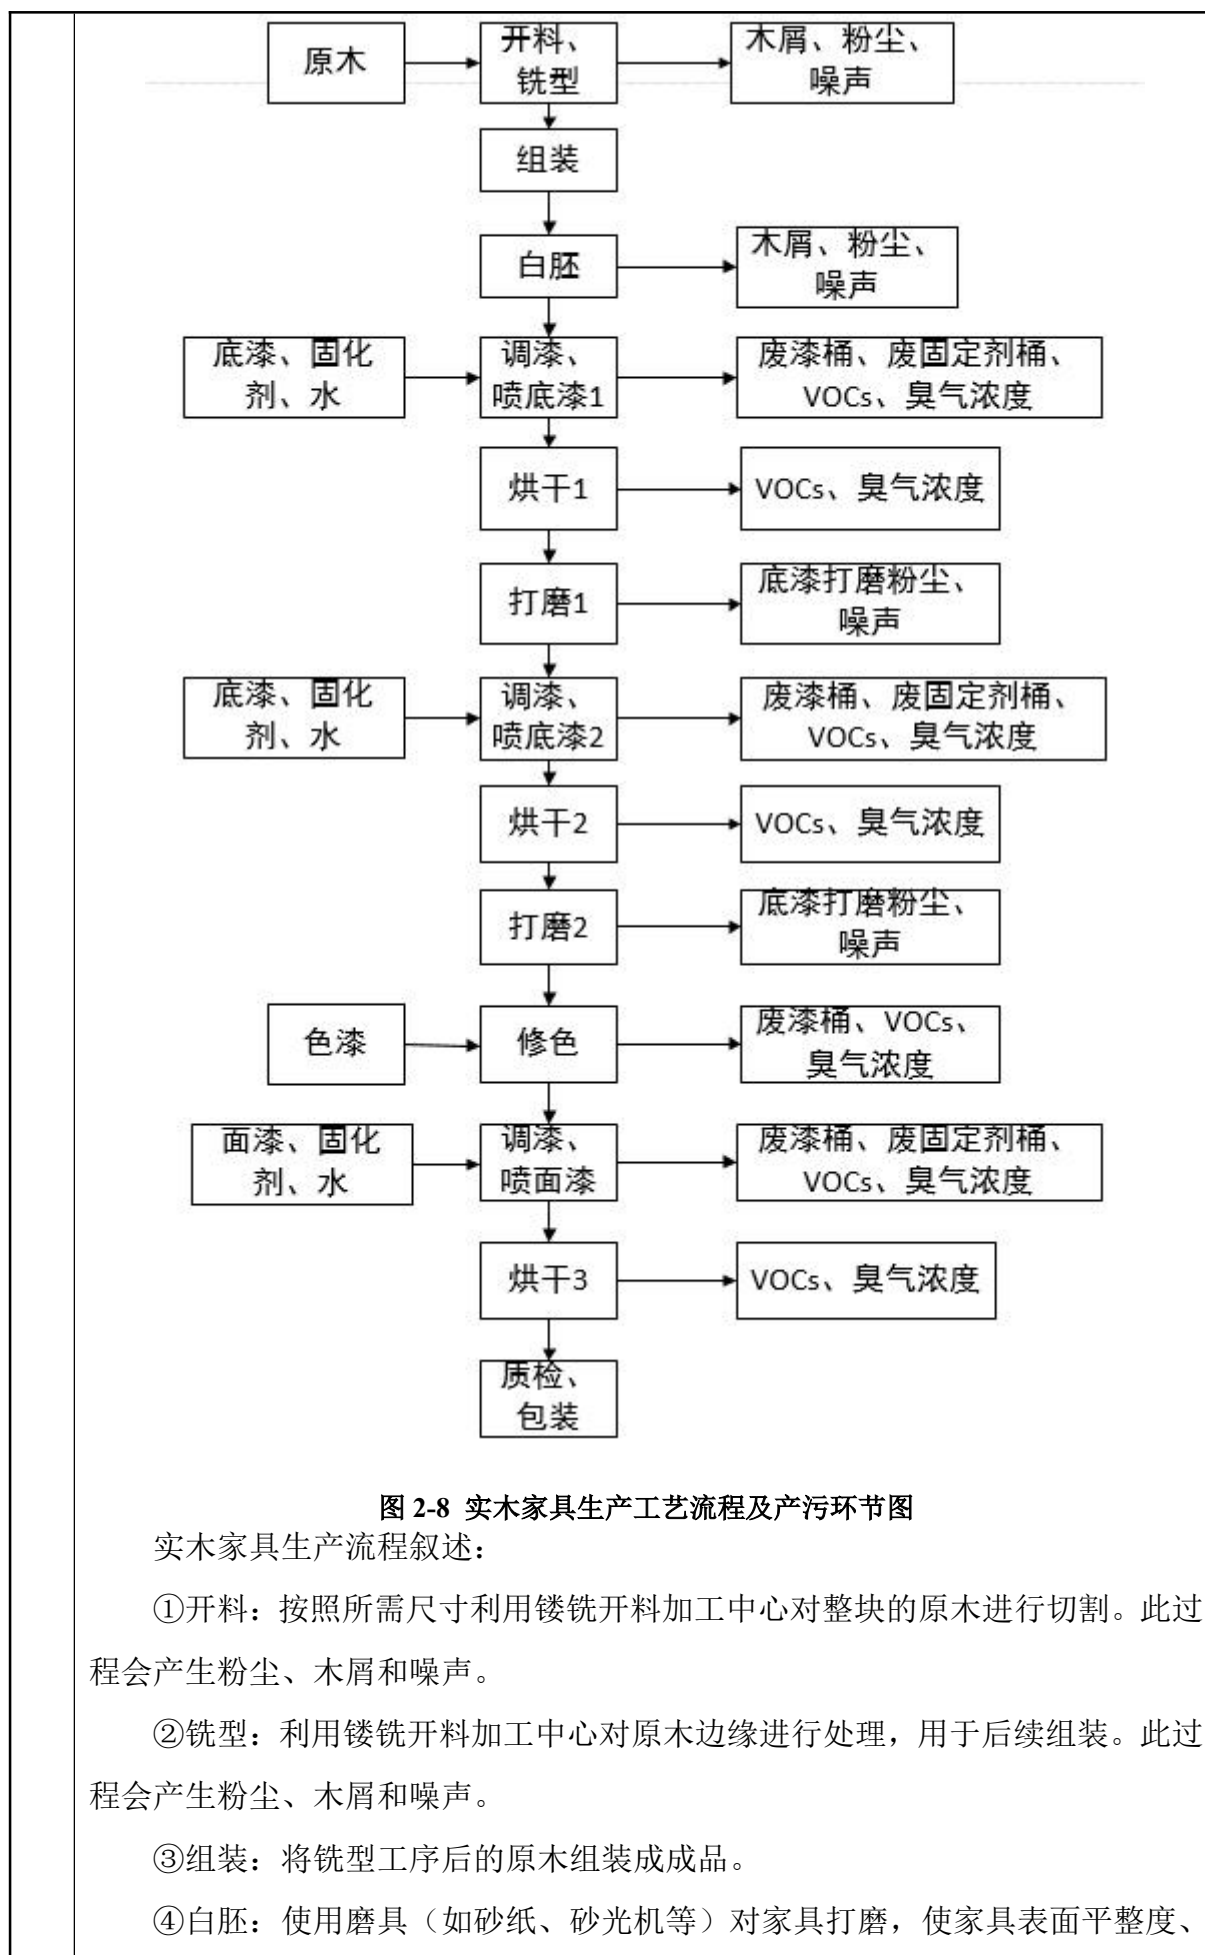 原木
开料、
铣型
木屑、粉尘、
噪声
组装
白胚
木屑、粉尘、
噪声
底漆、固化
剂、水
调漆、
喷底漆1
废漆桶、废固定剂桶、
VOCs、臭气浓度
烘干1
VOCs、臭气浓度
打磨1
底漆打磨粉尘、
噪声
底漆、固化
剂、水
调漆、
喷底漆2
废漆桶、废固定剂桶、
VOCs、臭气浓度
烘干2
VOCs、臭气浓度
打磨2
底漆打磨粉尘、
噪声
色漆
修色
废漆桶、VOCs、
臭气浓度
面漆、固化
剂、水
调漆、
喷面漆
废漆桶、废固定剂桶、
VOCs、臭气浓度
烘干3
VOCs、臭气浓度
质检、
包装
图 2-8 实木家具生产工艺流程及产污环节图
实木家具生产流程叙述：
①开料：按照所需尺寸利用镂铣开料加工中心对整块的原木进行切割。此过
程会产生粉尘、木屑和噪声。
②铣型：利用镂铣开料加工中心对原木边缘进行处理，用于后续组装。此过
程会产生粉尘、木屑和噪声。
③组装：将铣型工序后的原木组装成成品。
④白胚：使用磨具（如砂纸、砂光机等）对家具打磨，使家具表面平整度、